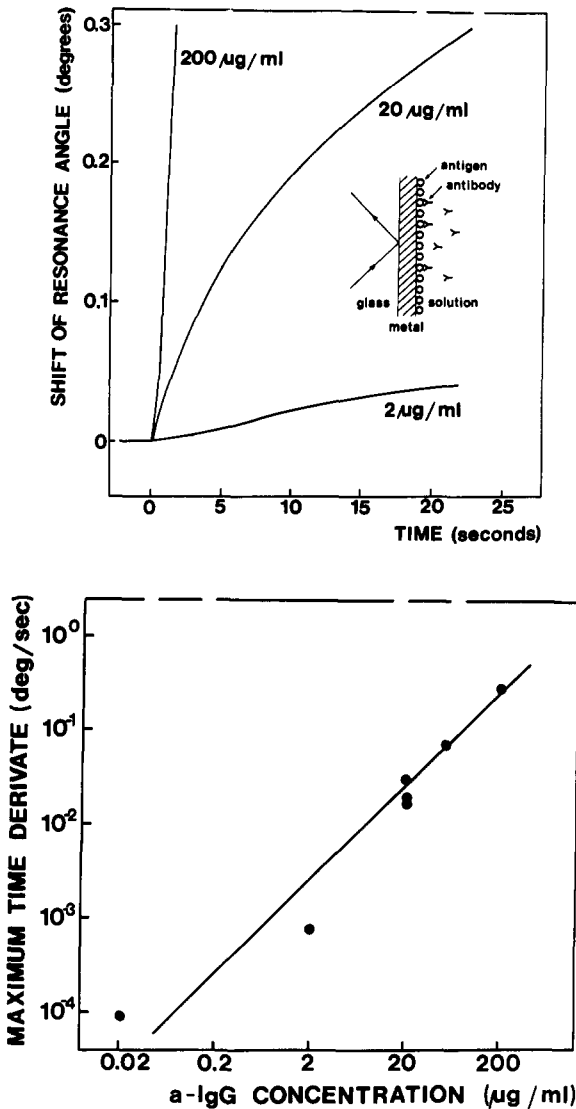 SHIFT OF RESONANCE ANGLE (degrees)
0.3
0.2
0.1
0
200 µg/ml
20 µg/ml
2 µg/ml
antigen
antibody
glass
solution
metal
0 5 10 15 20 25
TIME (seconds)
MAXIMUM TIME DERIVATE (deg/sec)
10⁰
10⁻¹
10⁻²
10⁻³
10⁻⁴
0.02 0.2 2 20 200
a-IgG CONCENTRATION (µg/ml)